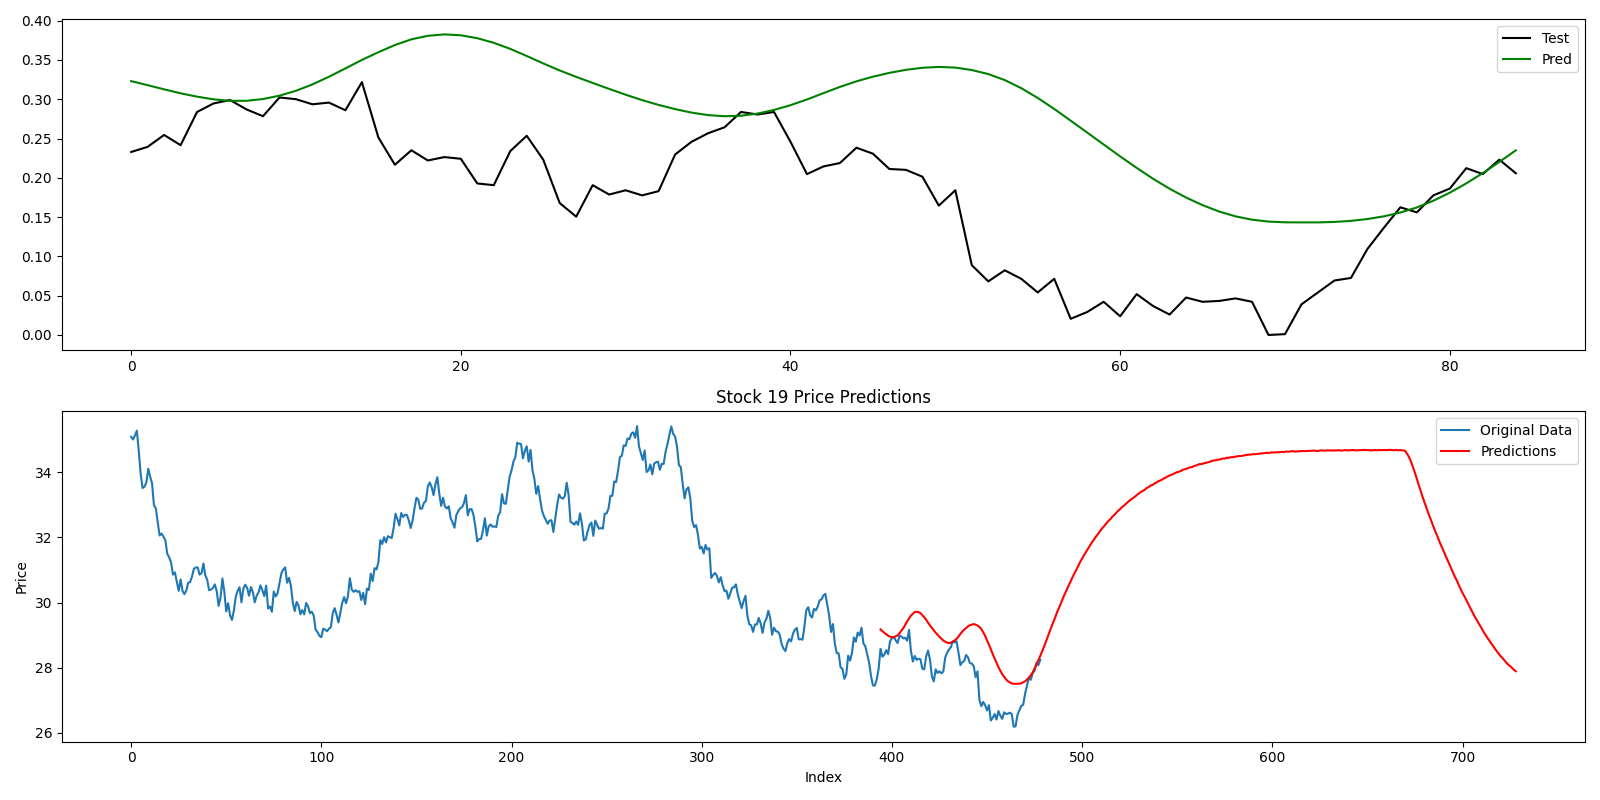 0.40
0.35
0.30
0.25
0.20
0.15
0.10
0.05
0.00
Test
Pred
0 20 40 60 80
Stock 19 Price Predictions
Price
34
32
30
28
26
Original Data
Predictions
0 100 200 300 400 500 600 700
Index